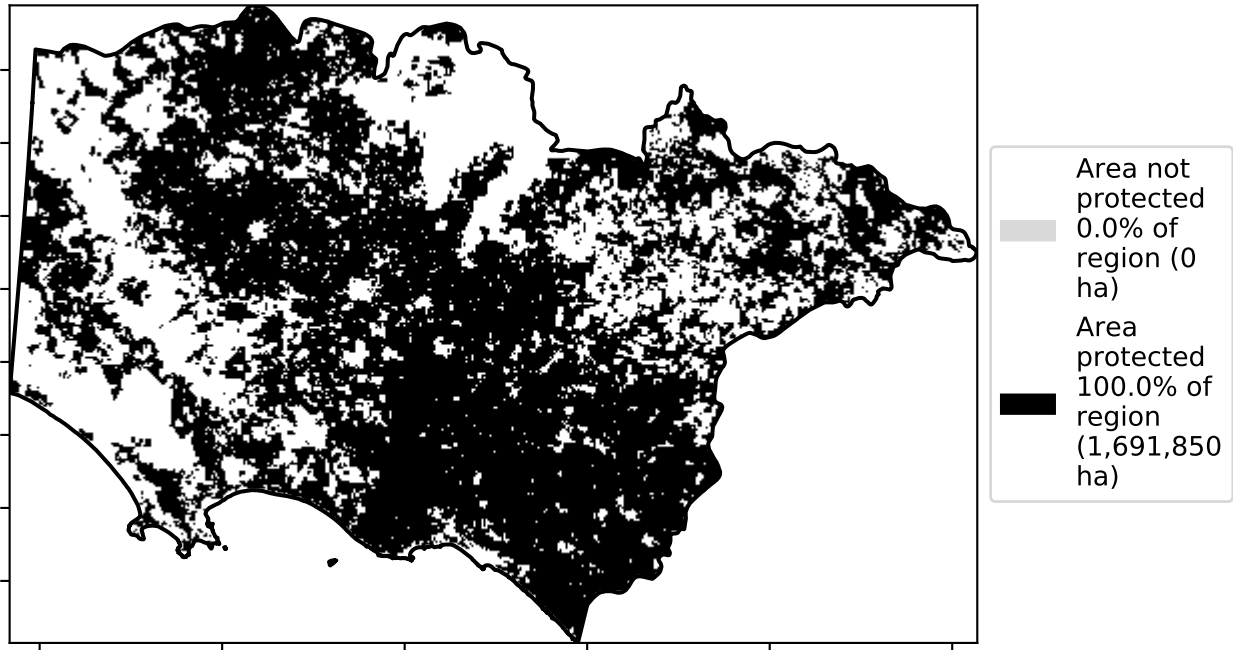 Area not
protected
0.0% of
region (0
ha)
Area
protected
100.0% of
region
(1,691,850
ha)